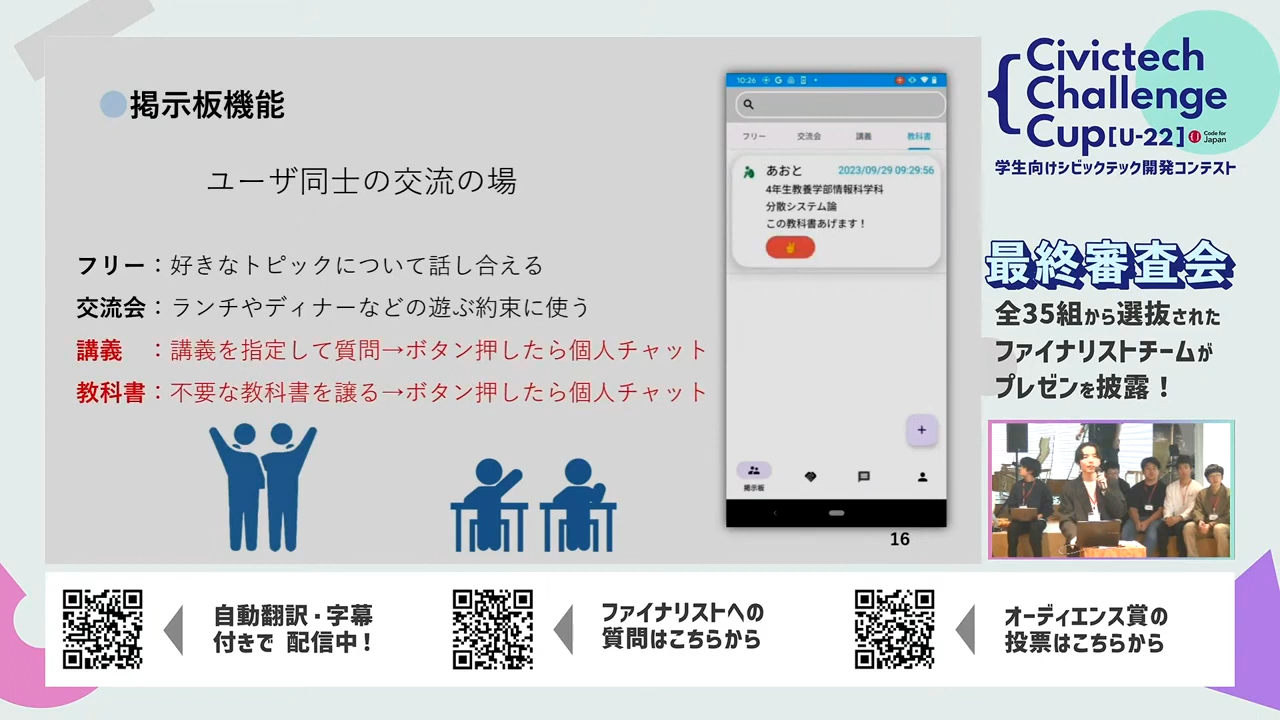 掲示板機能
ユーザ同士の交流の場
フリー：好きなトピックについて話し合える
交流会：ランチやディナーなどの遊ぶ約束に使う
講義　：講義を指定して質問→ボタン押したら個人チャット
教科書：不要な教科書を譲る→ボタン押したら個人チャット
10:26
フリー 交流会 講義 教科書
あおと 2023/09/29 09:29:56
4年生教養学部情報科学科
分散システム論
この教科書あげます！
+
掲示板
16
Civictech
Challenge
Cup[U-22]
Code for
Japan
学生向けシビックテック開発コンテスト
最終審査会
全35組から選抜された
ファイナリストチームが
プレゼンを披露！
自動翻訳・字幕
付きで 配信中！
ファイナリストへの
質問はこちらから
オーディエンス賞の
投票はこちらから